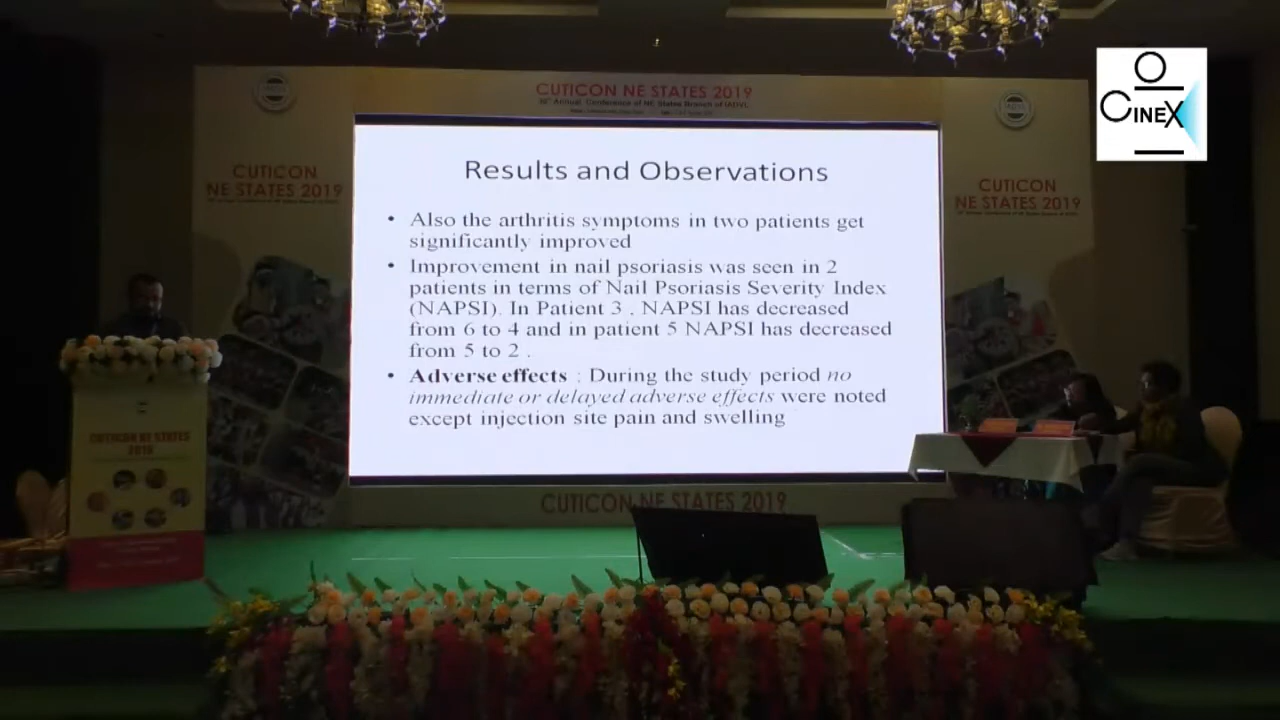 CUTICON NE STATES 2019
CINEX
CUTICON
NE STATES 2019
CUTICON
NE STATES 2019
Results and Observations
• Also the arthritis symptoms in two patients get
significantly improved
• Improvement in nail psoriasis was seen in 2
patients in terms of Nail Psoriasis Severity Index
(NAPSI). In Patient 3 , NAPSI has decreased
from 6 to 4 and in patient 5 NAPSI has decreased
from 5 to 2 .
• Adverse effects : During the study period no
immediate or delayed adverse effects were noted
except injection site pain and swelling
CUTICON NE STATES
2019
CUTICON NE STATES 2019